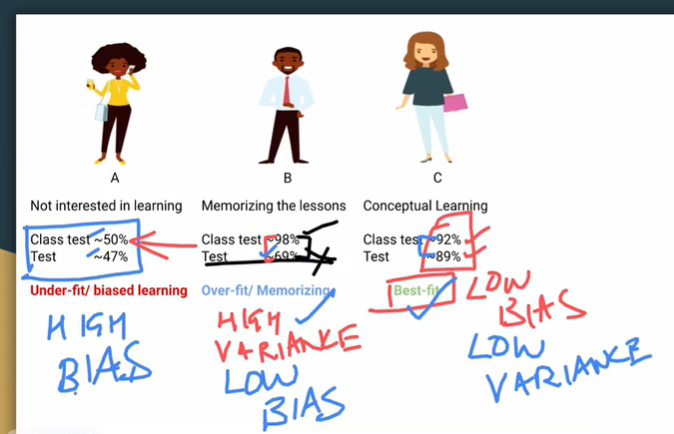 A
B
C
Not interested in learning
Memorizing the lessons
Conceptual Learning
Class test ~50%
Test ~47%
Class test ~98%
Test ~69%
Class test ~92%
Test ~89%
Under-fit/ biased learning
Over-fit/ Memorizing
Best-fit
HIGH
BIAS
HIGH
VARIANCE
LOW
BIAS
LOW
BIAS
LOW
VARIANCE